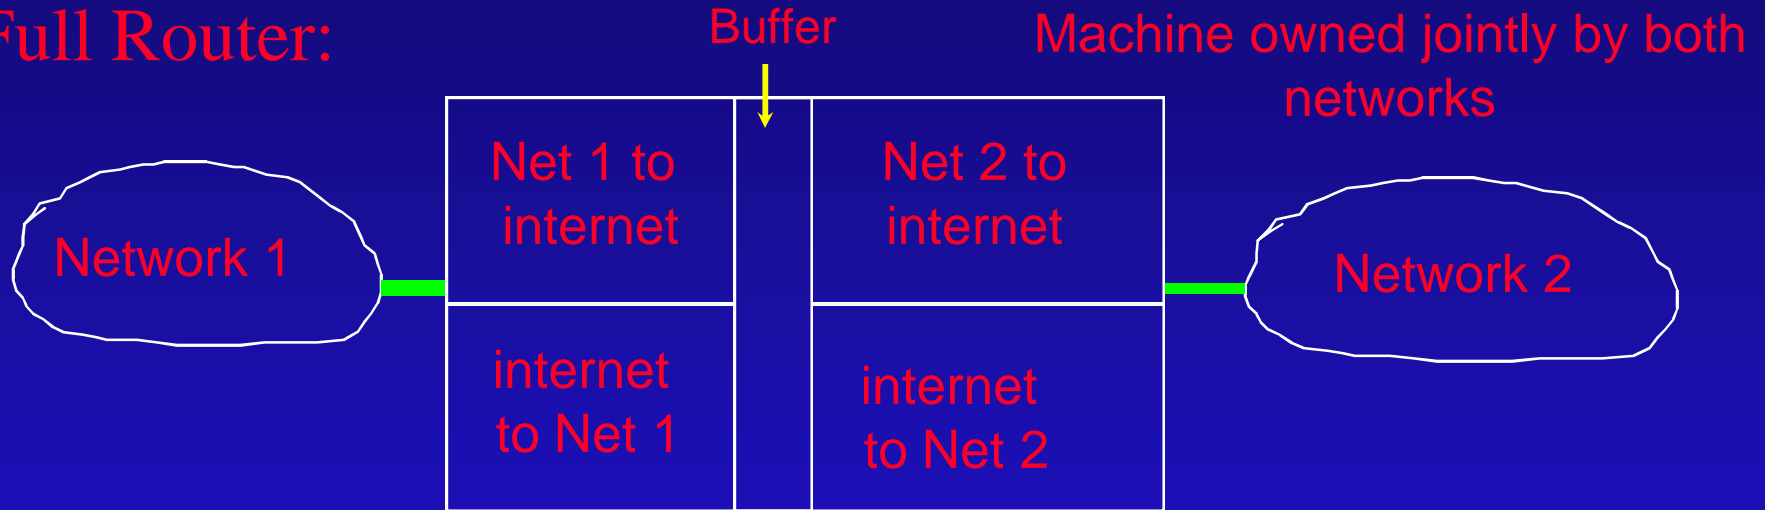 Full Router:
Buffer
Machine owned jointly by both
networks
Network 1
Net 1 to
internet
internet
to Net 1
Net 2 to
internet
internet
to Net 2
Network 2